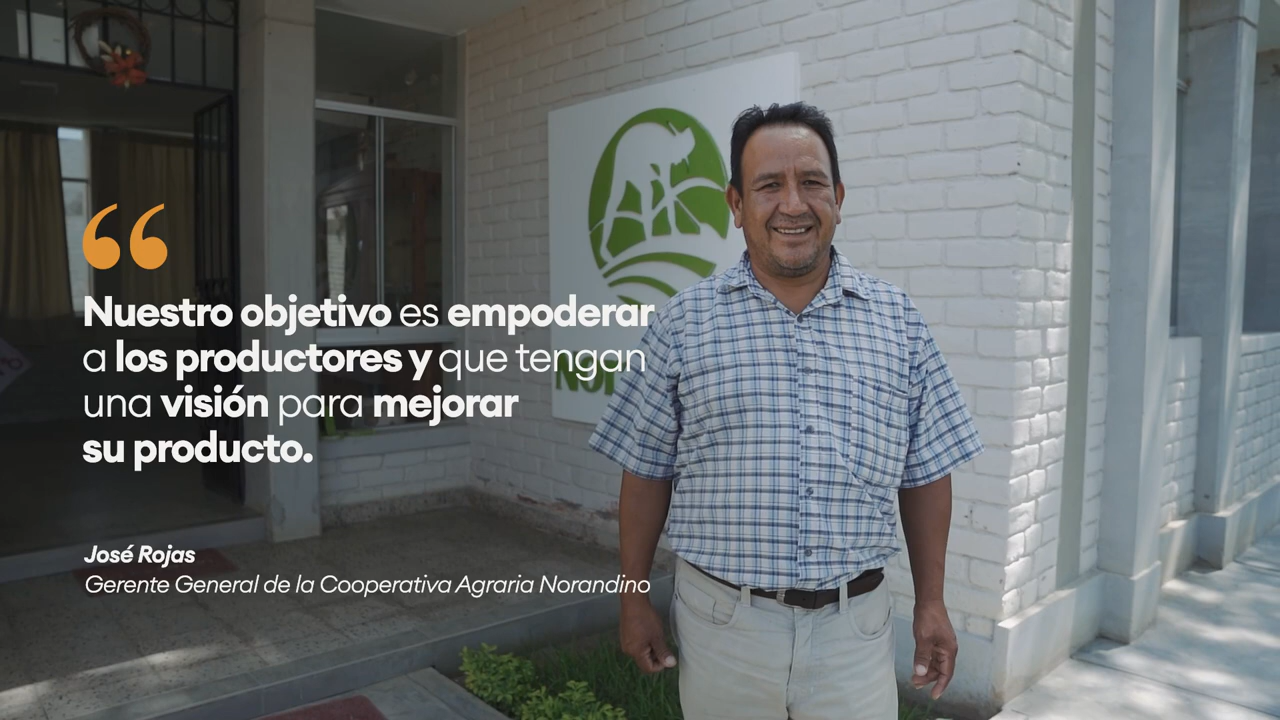 Nuestro objetivo es empoderar
a los productores y que tengan
una visión para mejorar
su producto.
José Rojas
Gerente General de la Cooperativa Agraria Norandino